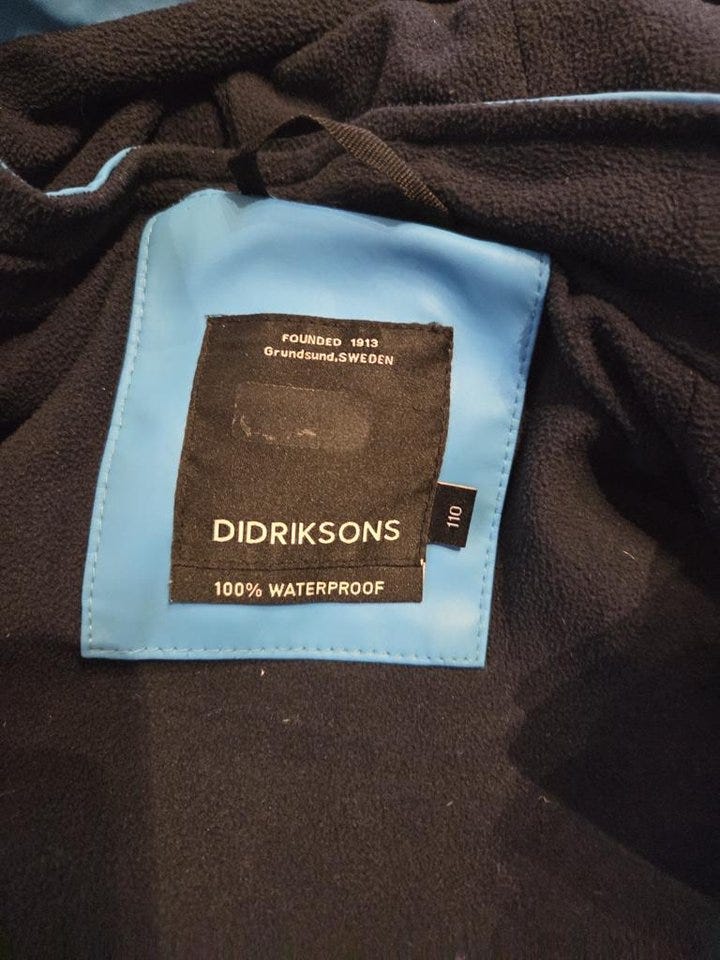 FOUNDED 1913
Grundsund,SWEDEN
DIDRIKSONS
110
100% WATERPROOF